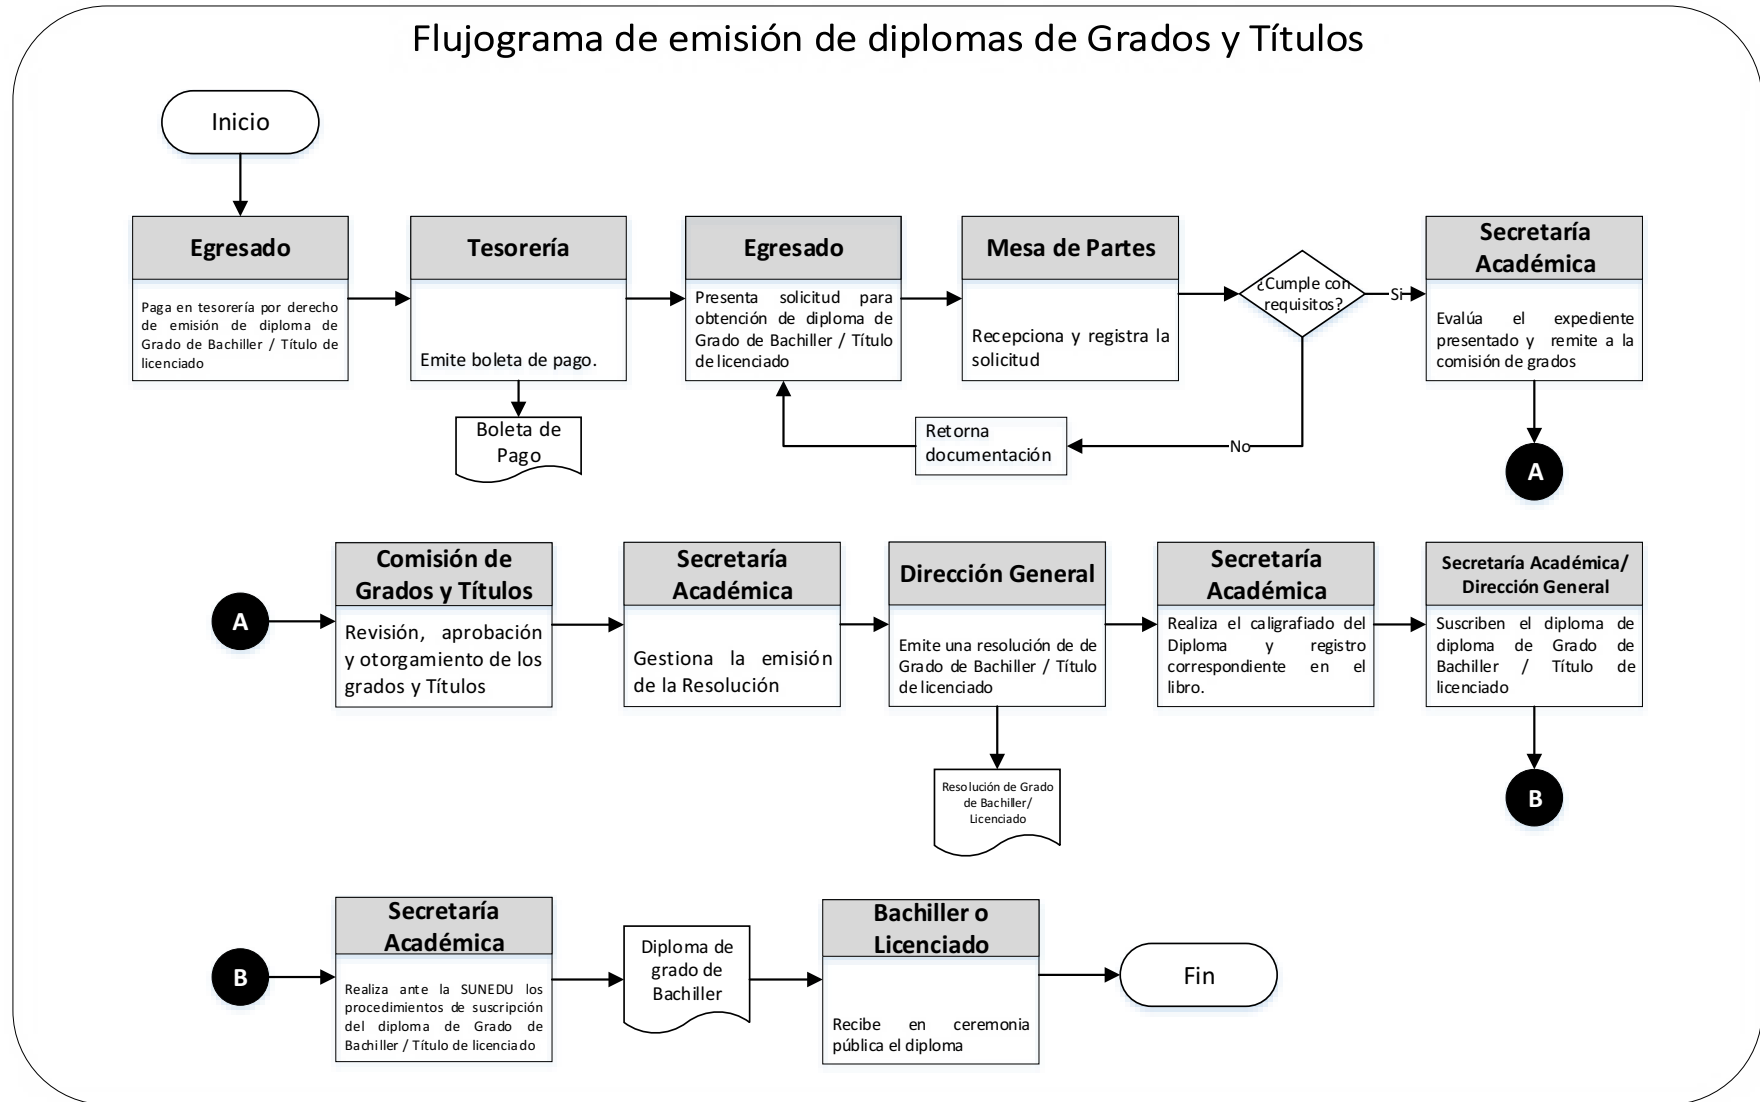 Flujograma de emisión de diplomas de Grados y Títulos
Inicio
Egresado
Paga en tesorería por derecho
de emisión de diploma de
Grado de Bachiller / Título de
licenciado
Tesorería
Emite boleta de pago.
Boleta de
Pago
Egresado
Presenta solicitud para
obtención de diploma de
Grado de Bachiller / Título
de licenciado
Mesa de Partes
Recepciona y registra la
solicitud
¿Cumple con
requisitos?
Si
No
Retorna
documentación
Secretaría
Académica
Evalúa el expediente
presentado y remite a la
comisión de grados
A
A
Comisión de
Grados y Títulos
Revisión, aprobación
y otorgamiento de los
grados y Títulos
Secretaría
Académica
Gestiona la emisión
de la Resolución
Dirección General
Emite una resolución de de
Grado de Bachiller / Título
de licenciado
Resolución de Grado
de Bachiller/
Licenciado
Secretaría
Académica
Realiza el caligrafiado del
Diploma y registro
correspondiente en el
libro.
Secretaría Académica/
Dirección General
Suscriben el diploma de
diploma de Grado de
Bachiller / Título de
licenciado
B
B
Secretaría
Académica
Realiza ante la SUNEDU los
procedimientos de suscripción
del diploma de Grado de
Bachiller / Título de licenciado
Diploma de
grado de
Bachiller
Bachiller o
Licenciado
Recibe en ceremonia
pública el diploma
Fin